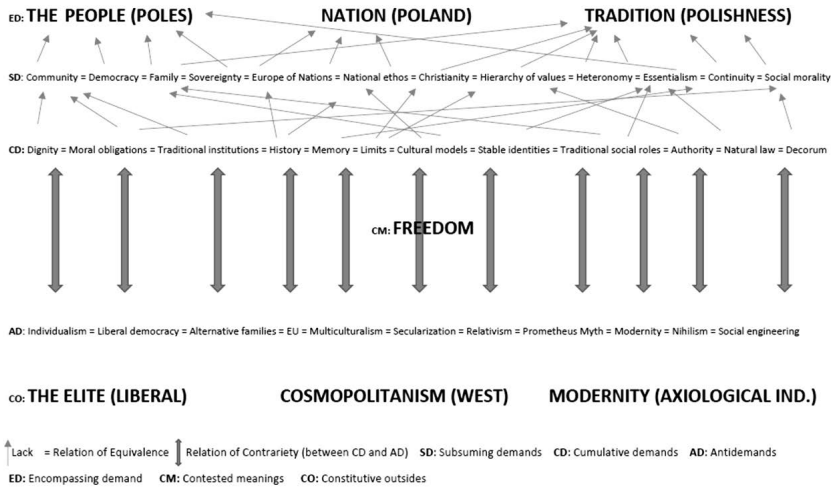 ED: THE PEOPLE (POLES) NATION (POLAND) TRADITION (POLISHNESS)
SD: Community = Democracy = Family = Sovereignty = Europe of Nations = National ethos = Christianity = Hierarchy of values = Heteronomy = Essentialism = Continuity = Social morality
CD: Dignity = Moral obligations = Traditional institutions = History = Memory = Limits = Cultural models = Stable identities = Traditional social roles = Authority = Natural law = Decorum
CM: FREEDOM
AD: Individualism = Liberal democracy = Alternative families = EU = Multiculturalism = Secularization = Relativism = Prometheus Myth = Modernity = Nihilism = Social engineering
CO: THE ELITE (LIBERAL) COSMOPOLITANISM (WEST) MODERNITY (AXIOLOGICAL IND.)
Lack = Relation of Equivalence Relation of Contrariety (between CD and AD) SD: Subsuming demands CD: Cumulative demands AD: Antidemands
ED: Encompassing demand CM: Contested meanings CO: Constitutive outsides